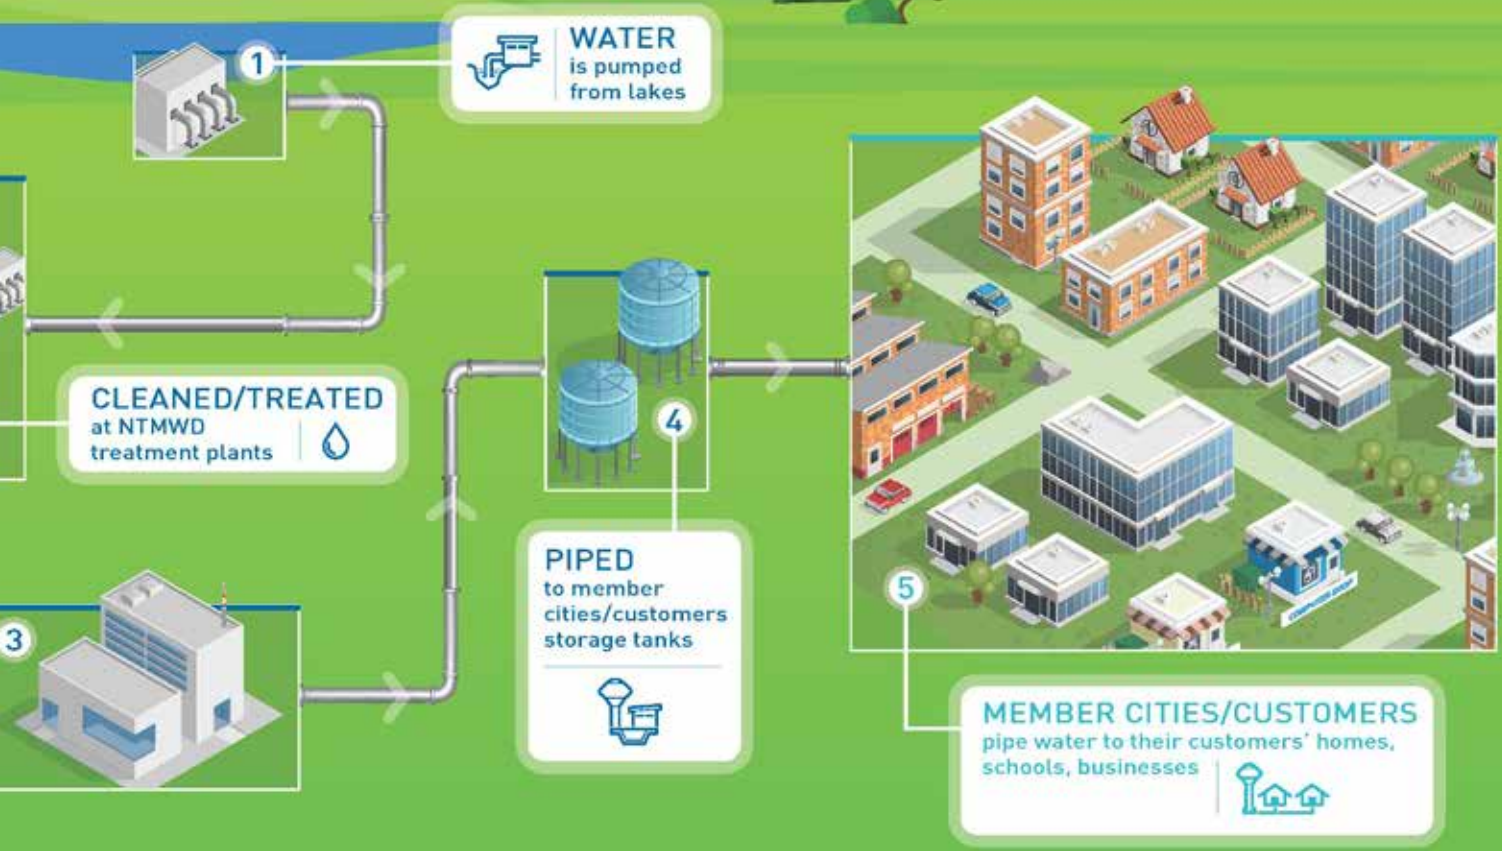 1
WATER
is pumped
from lakes
CLEANED/TREATED
at NTMWD
treatment plants
3
4
PIPED
to member
cities/customers
storage tanks
5
MEMBER CITIES/CUSTOMERS
pipe water to their customers' homes,
schools, businesses